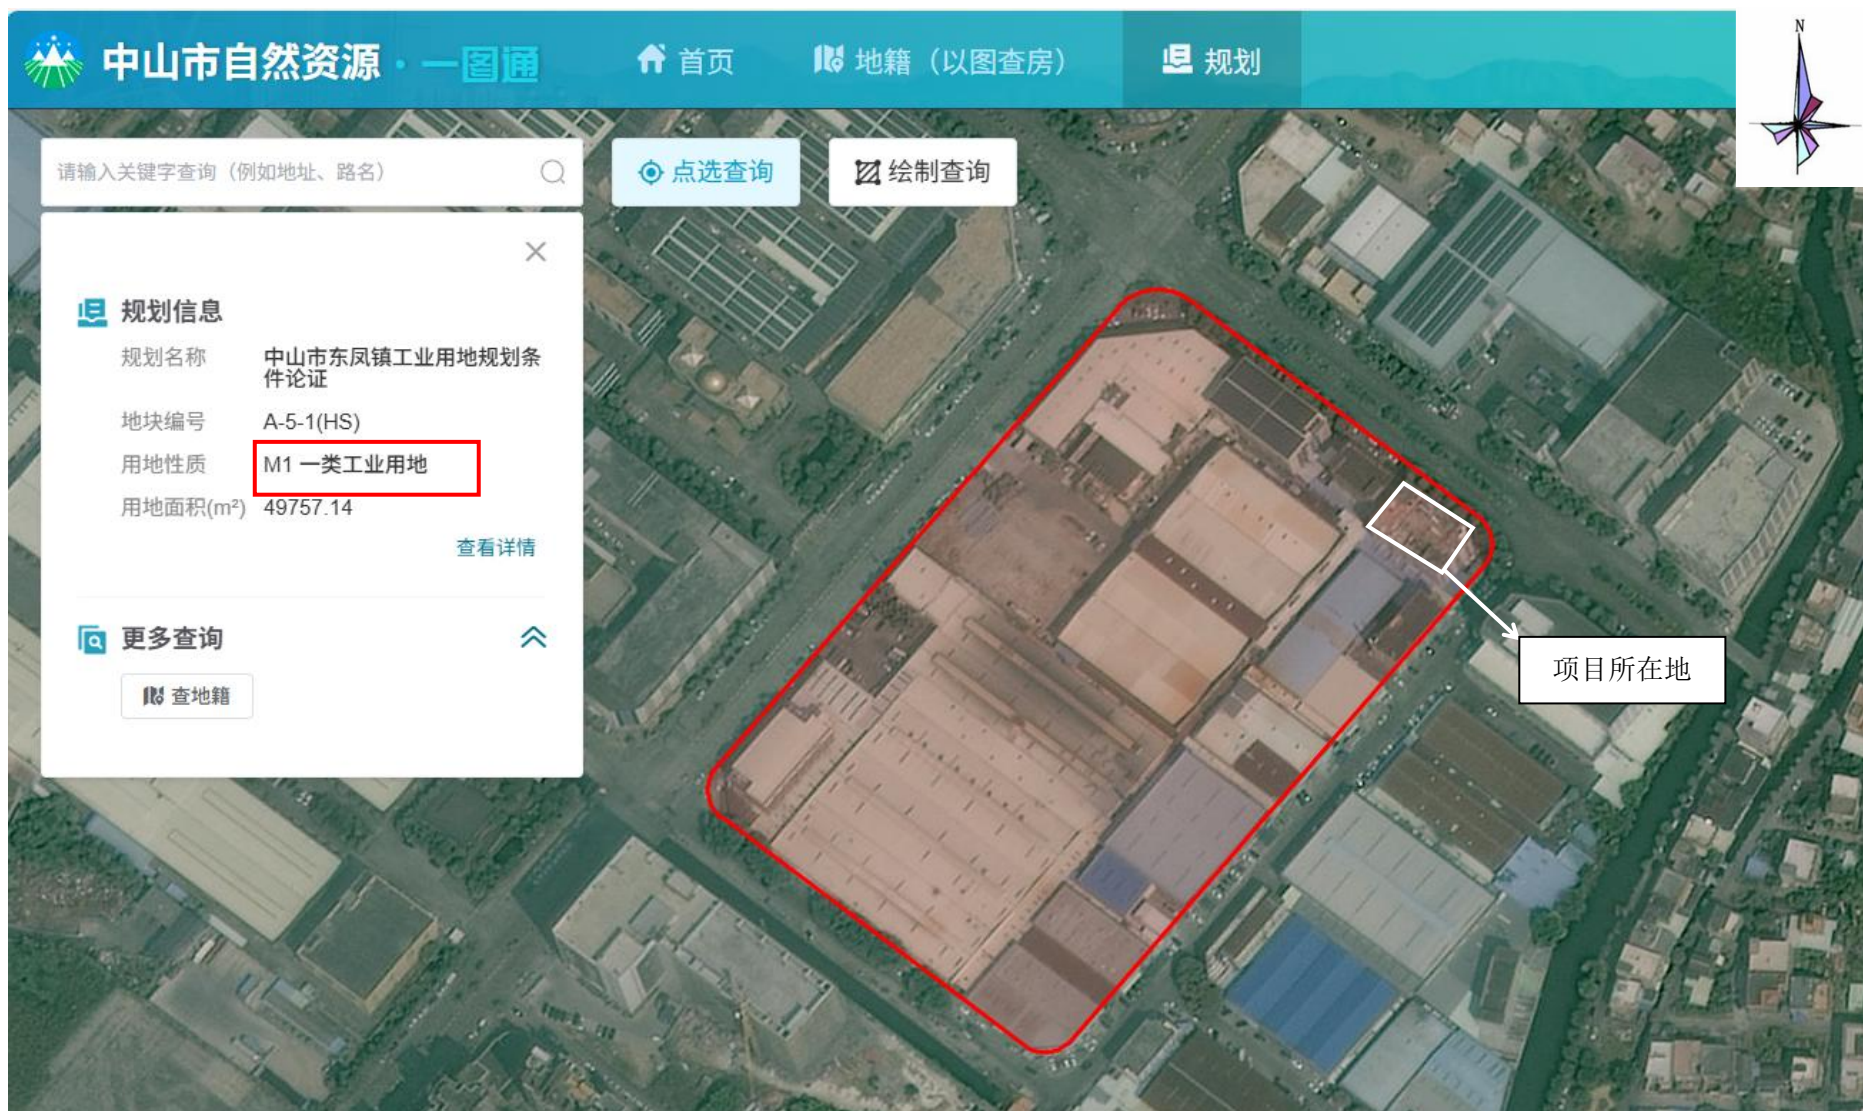 中山市自然资源·一图通
首页
地籍（以图查房）
规划
N
请输入关键字查询（例如地址、路名）
点选查询
绘制查询
规划信息
规划名称 中山市东凤镇工业用地规划条
件论证
地块编号 A-5-1(HS)
用地性质 M1 一类工业用地
用地面积(m²) 49757.14
查看详情
更多查询
查地籍
项目所在地